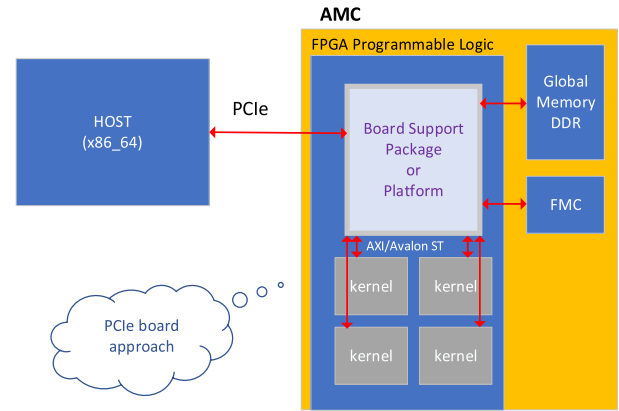 AMC
FPGA Programmable Logic
HOST
(x86_64)
PCIe
Board Support
Package
or
Platform
Global
Memory
DDR
FMC
AXI/Avalon ST
kernel
kernel
kernel
kernel
PCIe board
approach